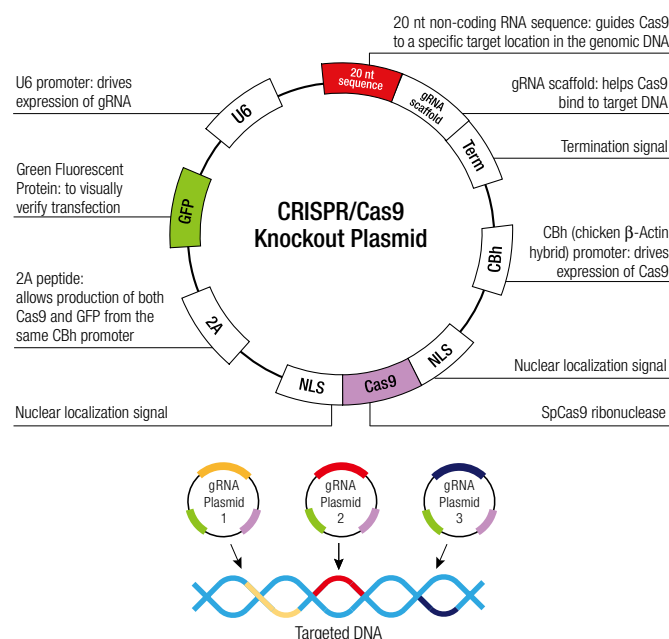 20 nt non-coding RNA sequence: guides Cas9
to a specific target location in the genomic DNA
U6 promoter: drives
expression of gRNA
gRNA scaffold: helps Cas9
bind to target DNA
Termination signal
Green Fluorescent
Protein: to visually
verify transfection
CBh (chicken β-Actin
hybrid) promoter: drives
expression of Cas9
2A peptide:
allows production of both
Cas9 and GFP from the
same CBh promoter
Nuclear localization signal
Nuclear localization signal
SpCas9 ribonuclease
20 nt
sequence
gRNA
scaffold
Term
CBh
NLS
Cas9
NLS
2A
GFP
U6
CRISPR/Cas9
Knockout Plasmid
gRNA
Plasmid
1
gRNA
Plasmid
2
gRNA
Plasmid
3
Targeted DNA